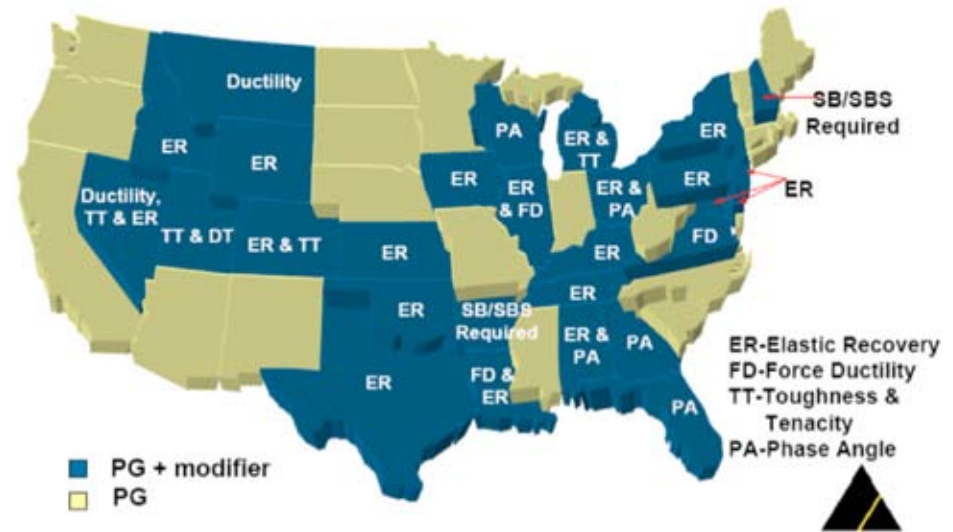 Ductility
SB/SBS
Required
PA
ER &
TT
ER
ER
ER
ER
ER
& FD
ER &
PA
ER
ER
Ductility,
TT & ER
TT & DT
ER & TT
ER
ER
FD
ER
ER
SB/SBS
Required
ER &
PA
PA
ER
FD &
ER
PA
ER-Elastic Recovery
FD-Force Ductility
TT-Toughness &
Tenacity
PA-Phase Angle
PG + modifier
PG